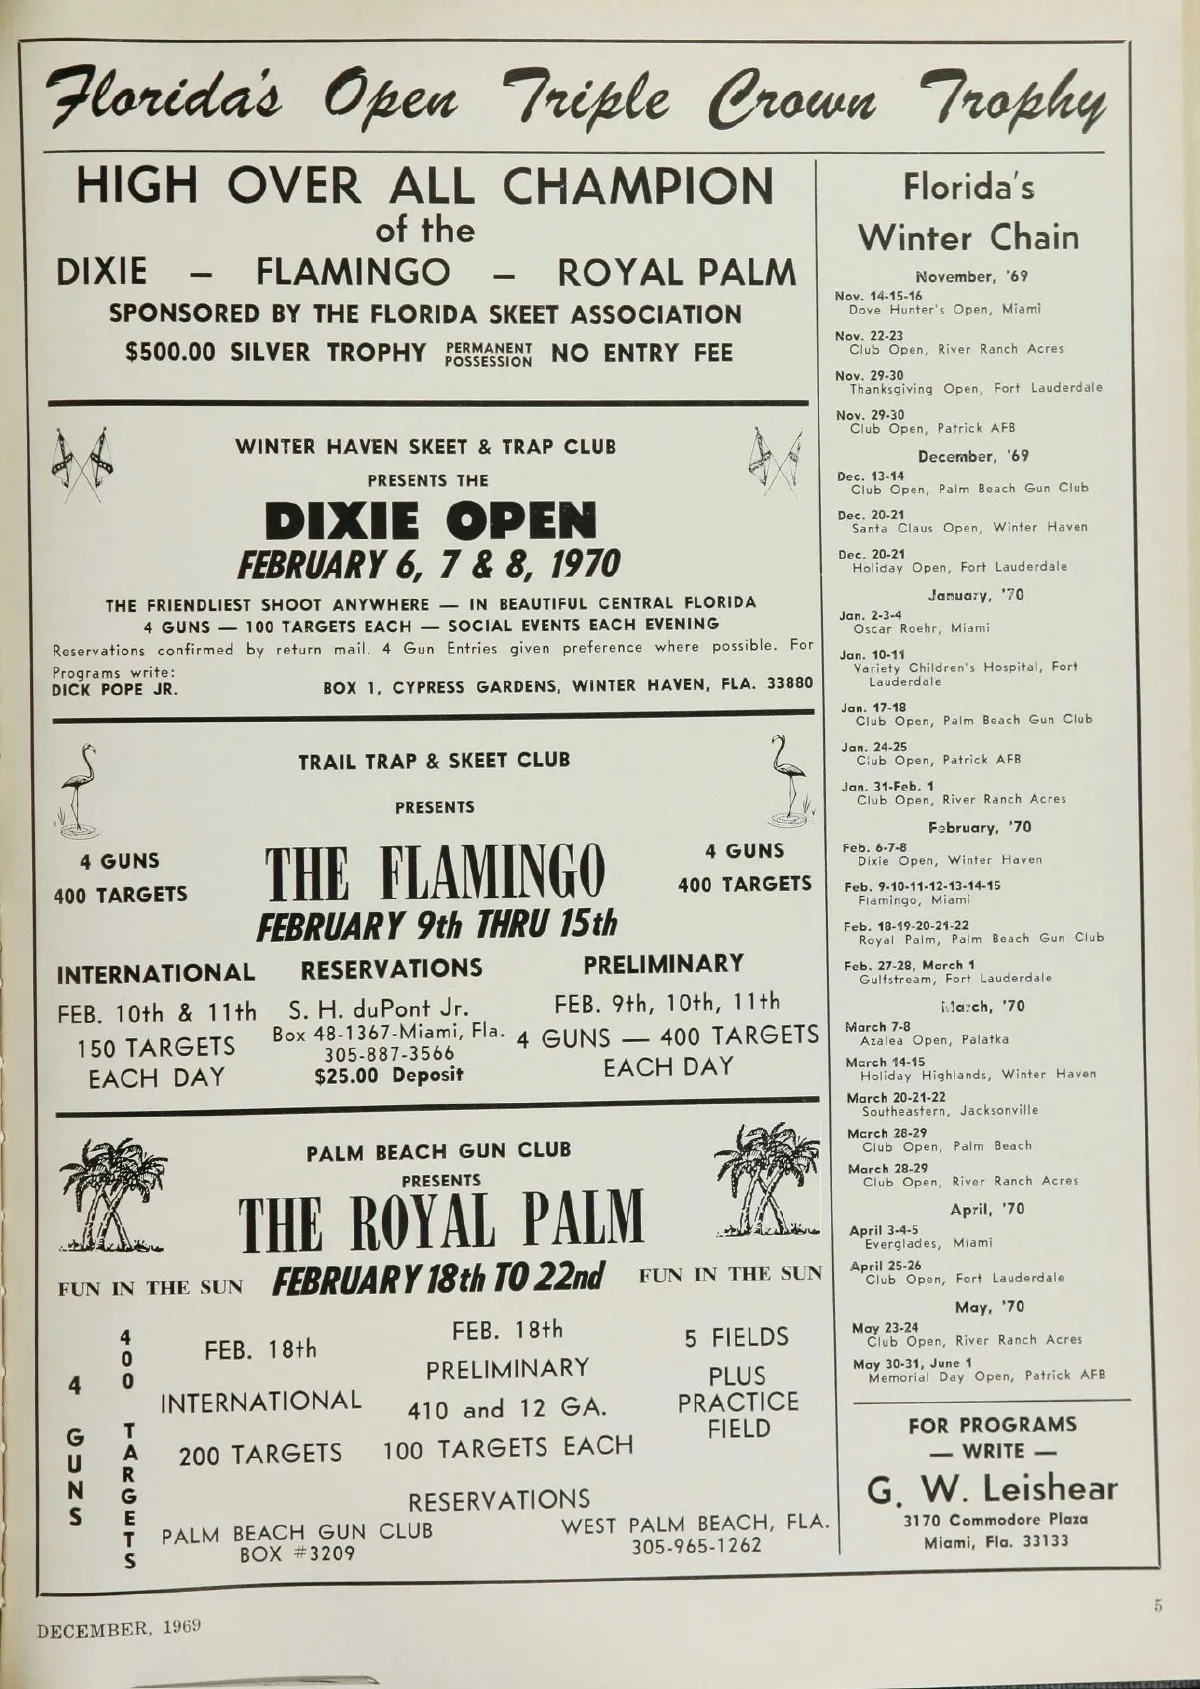 Florida's Open Triple Crown Trophy
HIGH OVER ALL CHAMPION
of the
DIXIE – FLAMINGO – ROYAL PALM
SPONSORED BY THE FLORIDA SKEET ASSOCIATION
$500.00 SILVER TROPHY PERMANENT POSSESSION NO ENTRY FEE
WINTER HAVEN SKEET & TRAP CLUB
PRESENTS THE
DIXIE OPEN
FEBRUARY 6, 7 & 8, 1970
THE FRIENDLIEST SHOOT ANYWHERE — IN BEAUTIFUL CENTRAL FLORIDA
4 GUNS — 100 TARGETS EACH — SOCIAL EVENTS EACH EVENING
Reservations confirmed by return mail. 4 Gun Entries given preference where possible. For
Programs write:
DICK POPE JR. BOX 1, CYPRESS GARDENS, WINTER HAVEN, FLA. 33880
TRAIL TRAP & SKEET CLUB
PRESENTS
4 GUNS
400 TARGETS
THE FLAMINGO
4 GUNS
400 TARGETS
FEBRUARY 9th THRU 15th
INTERNATIONAL
FEB. 10th & 11th
150 TARGETS
EACH DAY
RESERVATIONS
S. H. duPont Jr.
Box 48-1367-Miami, Fla.
305-887-3566
$25.00 Deposit
PRELIMINARY
FEB. 9th, 10th, 11th
4 GUNS — 400 TARGETS
EACH DAY
PALM BEACH GUN CLUB
PRESENTS
THE ROYAL PALM
FUN IN THE SUN FEBRUARY 18th TO 22nd FUN IN THE SUN
4 GUNS
400 TARGETS
FEB. 18th
INTERNATIONAL
200 TARGETS
FEB. 18th
PRELIMINARY
410 and 12 GA.
100 TARGETS EACH
5 FIELDS
PLUS
PRACTICE
FIELD
RESERVATIONS
PALM BEACH GUN CLUB
BOX #3209
WEST PALM BEACH, FLA.
305-965-1262
Florida's
Winter Chain
November, '69
Nov. 14-15-16
Dove Hunter's Open, Miami
Nov. 22-23
Club Open, River Ranch Acres
Nov. 29-30
Thanksgiving Open, Fort Lauderdale
Nov. 29-30
Club Open, Patrick AFB
December, '69
Dec. 13-14
Club Open, Palm Beach Gun Club
Dec. 20-21
Santa Claus Open, Winter Haven
Dec. 20-21
Holiday Open, Fort Lauderdale
January, '70
Jan. 2-3-4
Oscar Roehr, Miami
Jan. 10-11
Variety Children's Hospital, Fort
Lauderdale
Jan. 17-18
Club Open, Palm Beach Gun Club
Jan. 24-25
Club Open, Patrick AFB
Jan. 31-Feb. 1
Club Open, River Ranch Acres
February, '70
Feb. 6-7-8
Dixie Open, Winter Haven
Feb. 9-10-11-12-13-14-15
Flamingo, Miami
Feb. 18-19-20-21-22
Royal Palm, Palm Beach Gun Club
Feb. 27-28, March 1
Gulfstream, Fort Lauderdale
March, '70
March 7-8
Azalea Open, Palatka
March 14-15
Holiday Highlands, Winter Haven
March 20-21-22
Southeastern, Jacksonville
March 28-29
Club Open, Palm Beach
March 28-29
Club Open, River Ranch Acres
April, '70
April 3-4-5
Everglades, Miami
April 25-26
Club Open, Fort Lauderdale
May, '70
May 23-24
Club Open, River Ranch Acres
May 30-31, June 1
Memorial Day Open, Patrick AFB
FOR PROGRAMS
— WRITE —
G. W. Leishear
3170 Commodore Plaza
Miami, Fla. 33133
DECEMBER, 1969
5